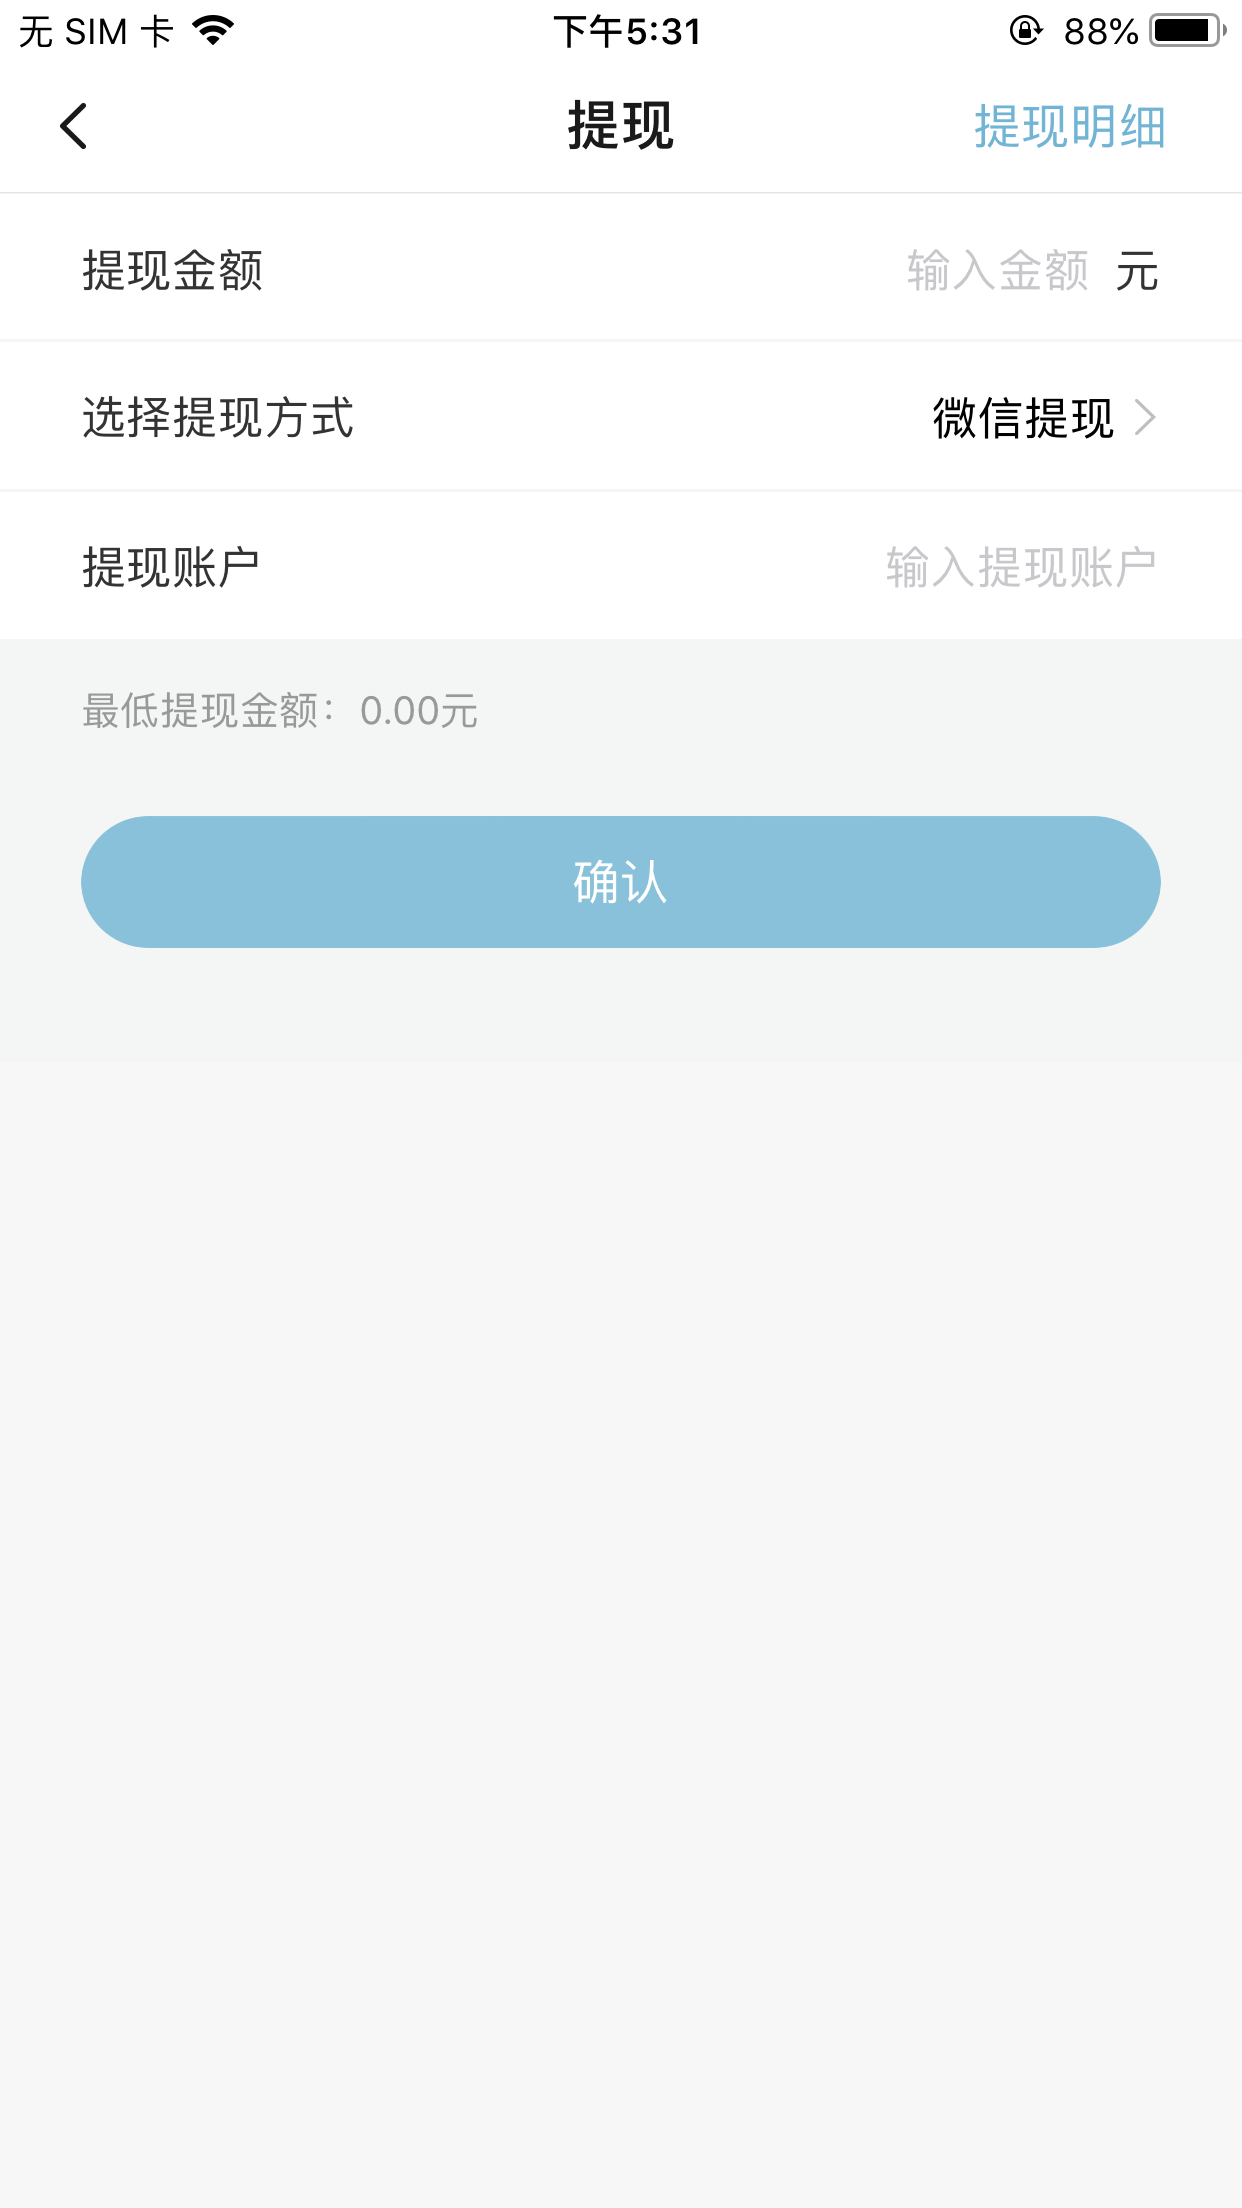 无 SIM 卡 下午5:31 88%
提现 提现明细
提现金额 输入金额 元
选择提现方式 微信提现
提现账户 输入提现账户
最低提现金额：0.00元
确认